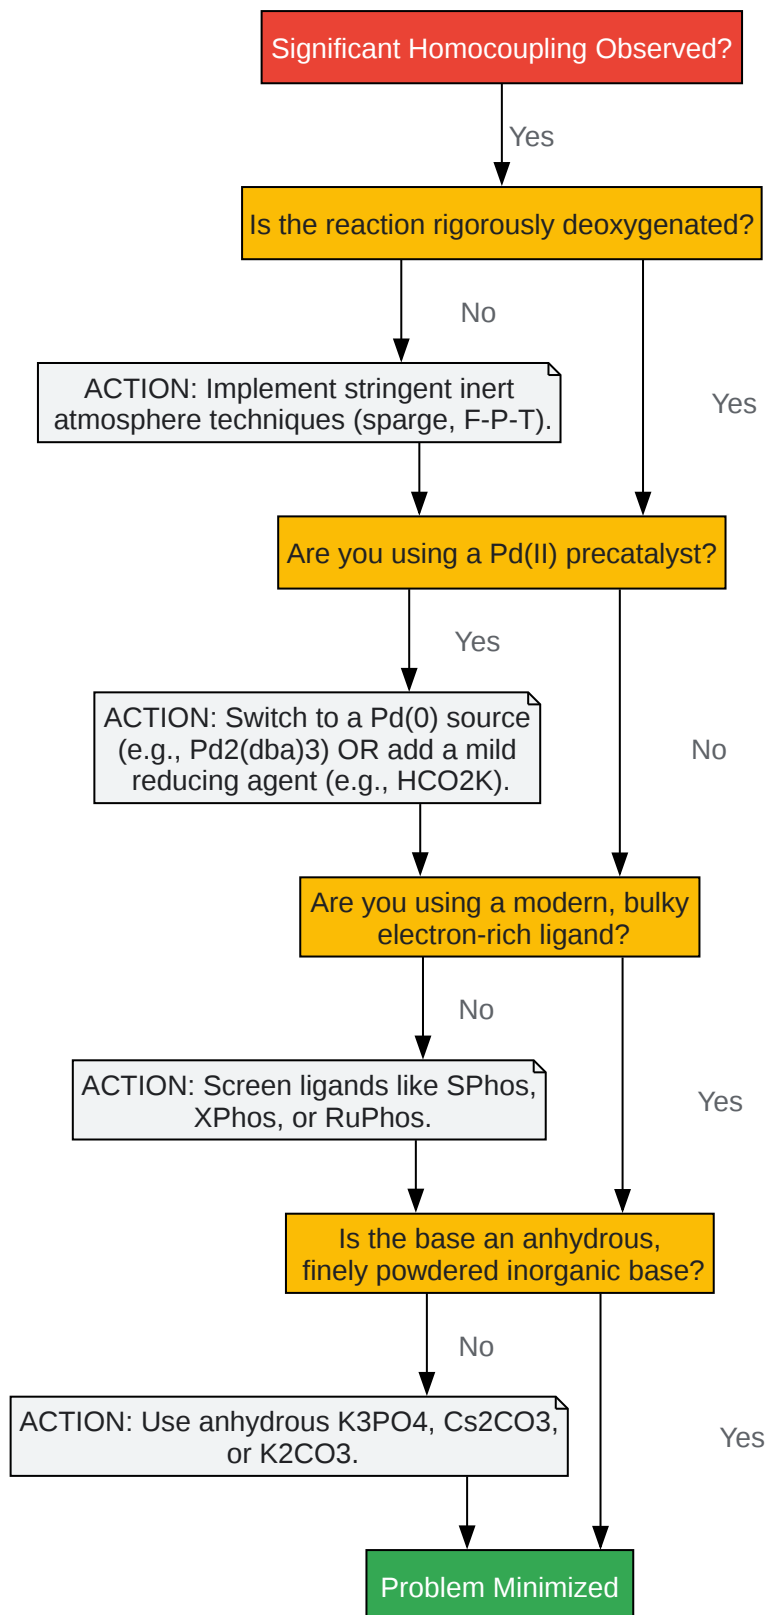 Significant Homocoupling Observed?
Yes
Is the reaction rigorously deoxygenated?
No
ACTION: Implement stringent inert
atmosphere techniques (sparge, F-P-T).
Yes
Are you using a Pd(II) precatalyst?
Yes
ACTION: Switch to a Pd(0) source
(e.g., Pd2(dba)3) OR add a mild
reducing agent (e.g., HCO2K).
No
Are you using a modern, bulky
electron-rich ligand?
No
ACTION: Screen ligands like SPhos,
XPhos, or RuPhos.
Yes
Is the base an anhydrous,
finely powdered inorganic base?
No
ACTION: Use anhydrous K3PO4, Cs2CO3,
or K2CO3.
Yes
Problem Minimized